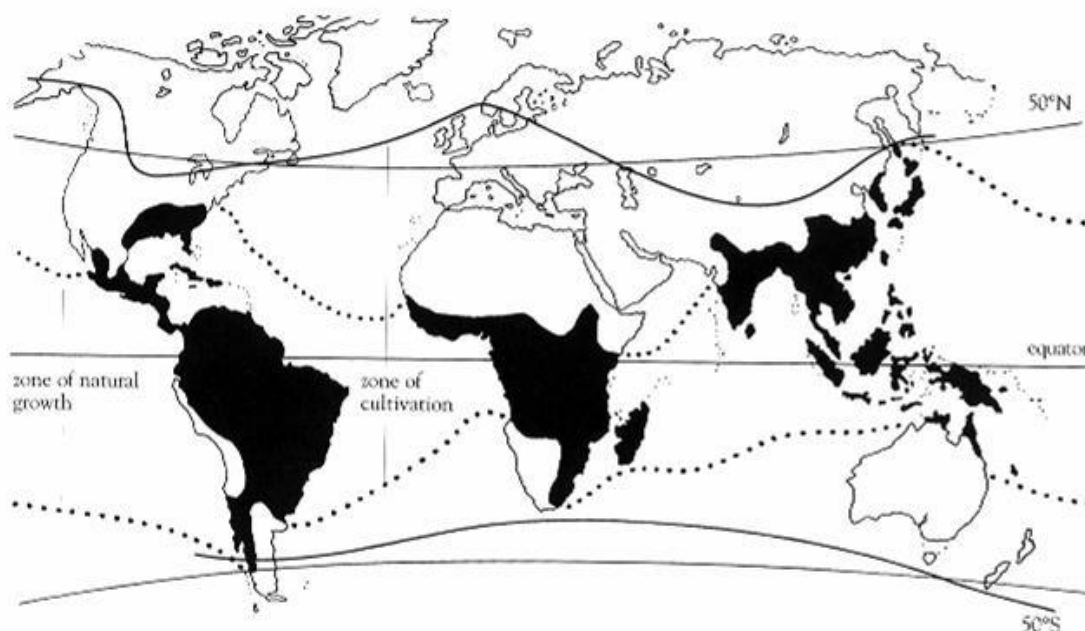 50°N
equator
zone of natural
growth
zone of
cultivation
50°S